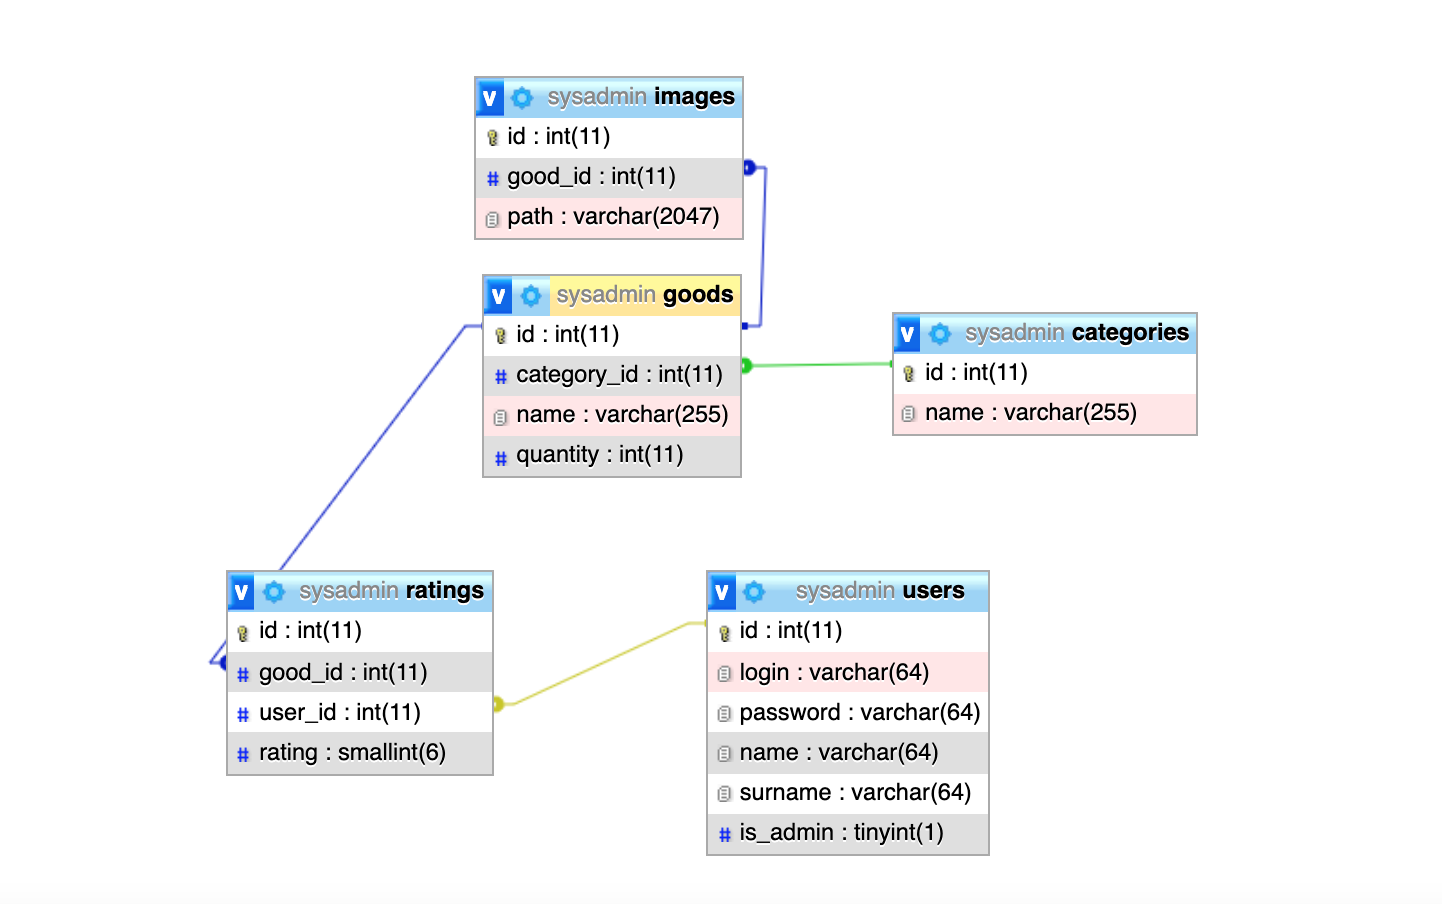 v sysadmin images
id : int(11)
# good_id : int(11)
path : varchar(2047)
v sysadmin goods
id : int(11)
# category_id : int(11)
name : varchar(255)
# quantity : int(11)
v sysadmin categories
id : int(11)
name : varchar(255)
v sysadmin ratings
id : int(11)
# good_id : int(11)
# user_id : int(11)
# rating : smallint(6)
v sysadmin users
id : int(11)
login : varchar(64)
password : varchar(64)
name : varchar(64)
surname : varchar(64)
# is_admin : tinyint(1)